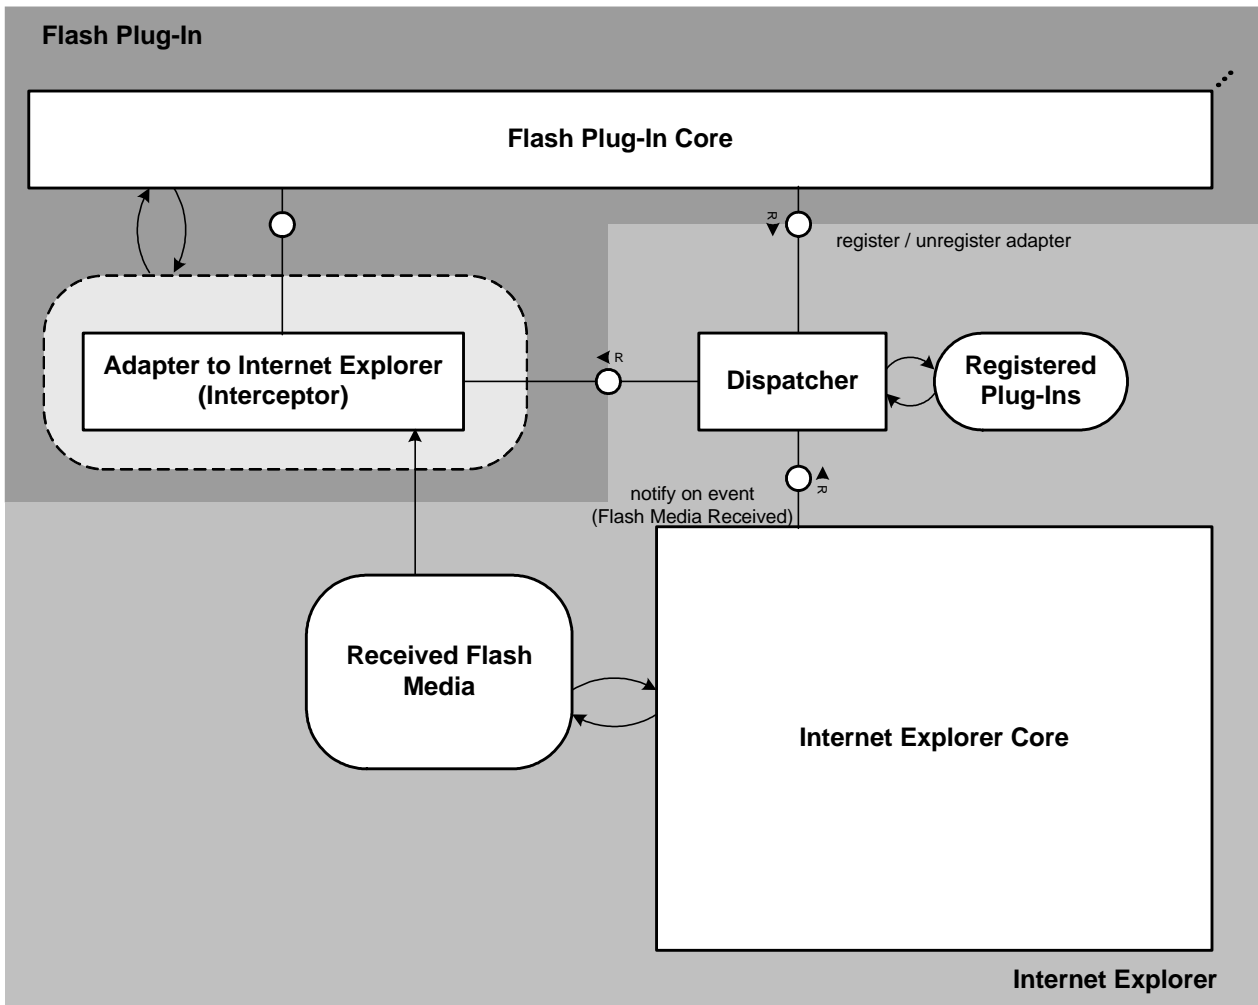 Flash Plug-In
Flash Plug-In Core
R
register / unregister adapter
Adapter to Internet Explorer
(Interceptor)
R
Dispatcher
Registered
Plug-Ins
R
notify on event
(Flash Media Received)
Received Flash
Media
Internet Explorer Core
Internet Explorer